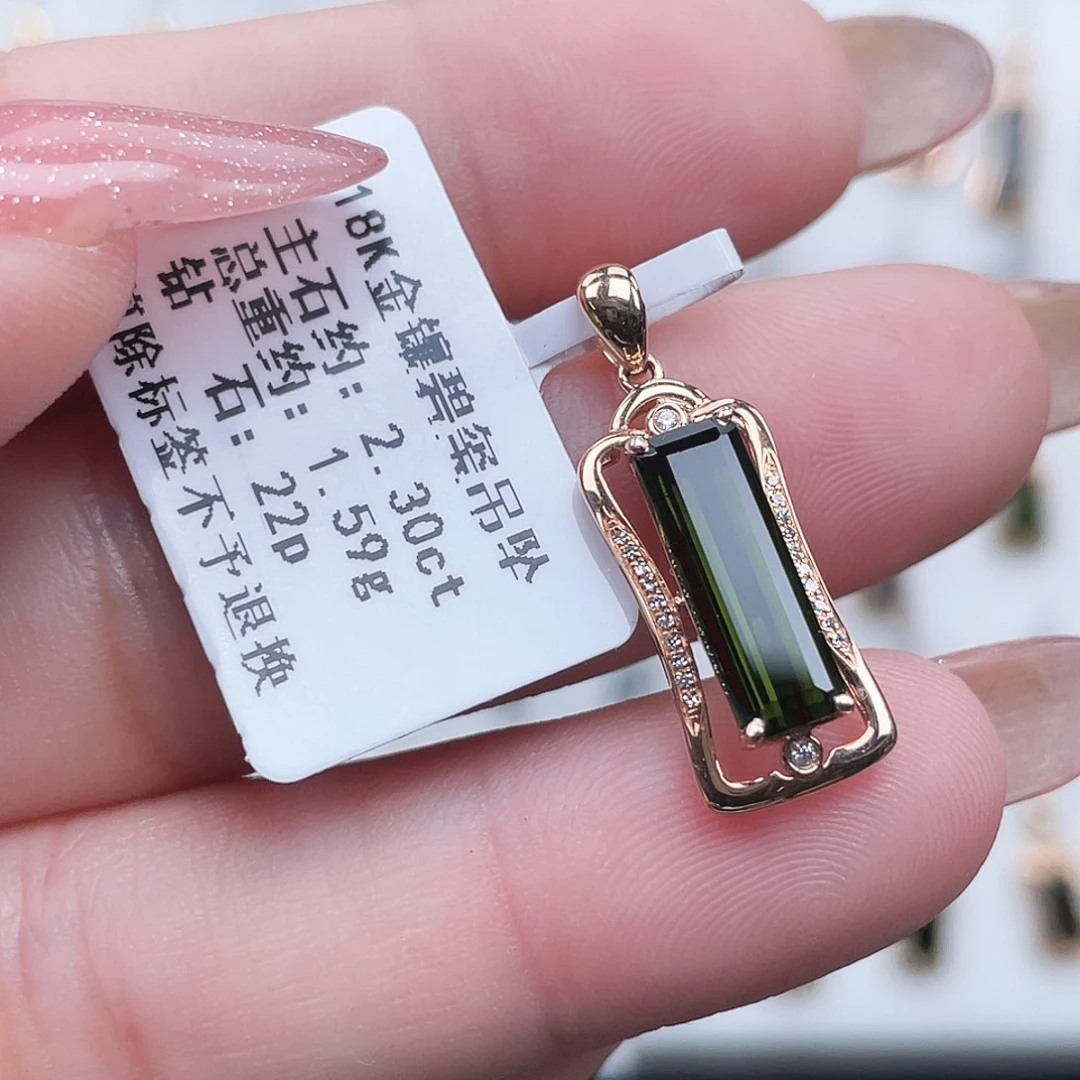 18K金镶碧玺吊坠
主石约: 2.30ct
总重约: 1.59g
钻 石: 22p
除标签不予退换